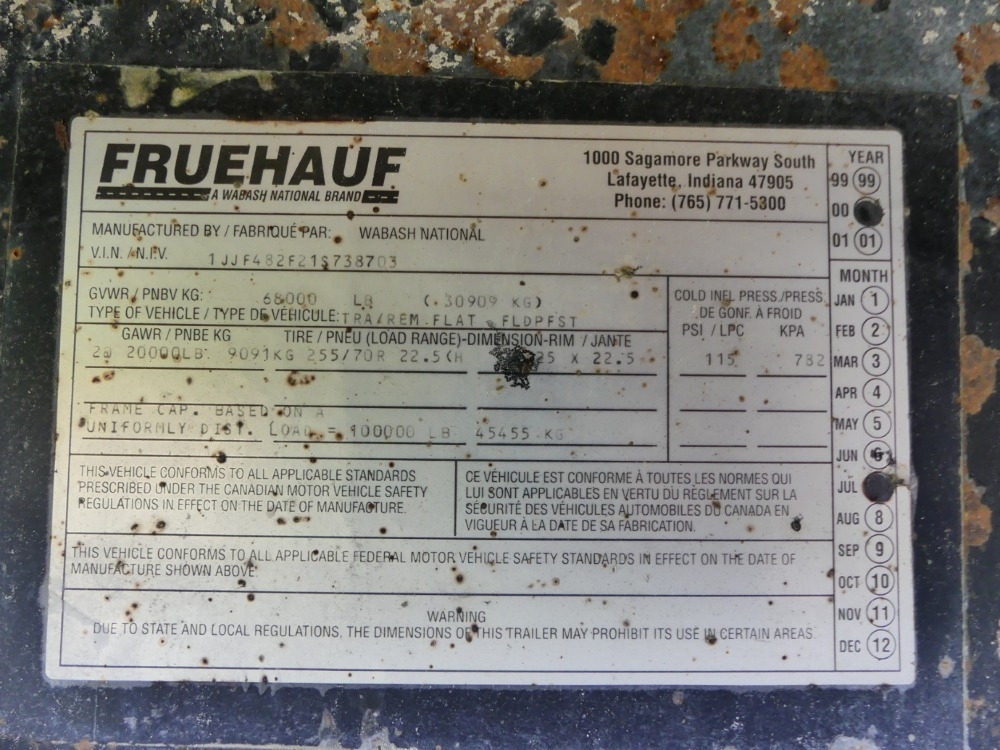 FRUEHAUF
A WABASH NATIONAL BRAND
1000 Sagamore Parkway South
Lafayette, Indiana 47905
Phone: (765) 771-5300
MANUFACTURED BY / FABRIQUÉ PAR: WABASH NATIONAL
V.I.N. / N.I.V. 1JJF482F21S738703
GVWR / PNBV KG: 68000 LB ( 30909 KG)
TYPE OF VEHICLE / TYPE DE VÉHICULE: TRA/REM FLAT FLDPFST
GAWR / PNBE KG TIRE / PNEU (LOAD RANGE)-DIMENSION-RIM / JANTE
20000LB 9091KG 255/70R 22.5(H 25 X 22.5
COLD INFL PRESS./PRESS.
DE GONF. À FROID
PSI / LPC KPA
115 782
FRAME CAP. BASED ON A
UNIFORMLY DIST. LOAD = 100000 LB 45455 KG
THIS VEHICLE CONFORMS TO ALL APPLICABLE STANDARDS
PRESCRIBED UNDER THE CANADIAN MOTOR VEHICLE SAFETY
REGULATIONS IN EFFECT ON THE DATE OF MANUFACTURE.
CE VÉHICULE EST CONFORME À TOUTES LES NORMES QUI
LUI SONT APPLICABLES EN VERTU DU RÈGLEMENT SUR LA
SÉCURITÉ DES VÉHICULES AUTOMOBILES DU CANADA EN
VIGUEUR À LA DATE DE SA FABRICATION.
THIS VEHICLE CONFORMS TO ALL APPLICABLE FEDERAL MOTOR VEHICLE SAFETY STANDARDS IN EFFECT ON THE DATE OF
MANUFACTURE SHOWN ABOVE.
WARNING
DUE TO STATE AND LOCAL REGULATIONS, THE DIMENSIONS OF THIS TRAILER MAY PROHIBIT ITS USE IN CERTAIN AREAS.
YEAR
99 99
00
01 01
MONTH
JAN 1
FEB 2
MAR 3
APR 4
MAY 5
JUN 6
JUL
AUG 8
SEP 9
OCT 10
NOV 11
DEC 12